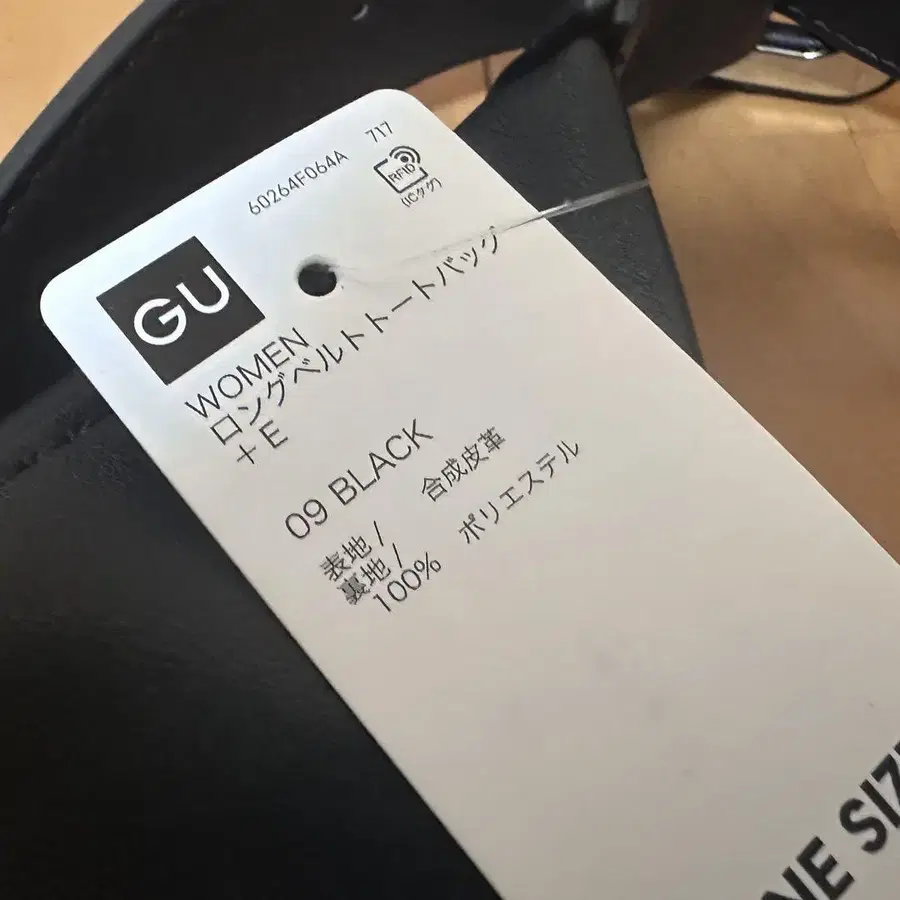 60264F064A 717
RFID
(ICタグ)
GU
WOMEN
ロングベルトトートバッグ
+E
09 BLACK
表地/ 合成皮革
裏地/ ポリエステル
100%
NE SIZ